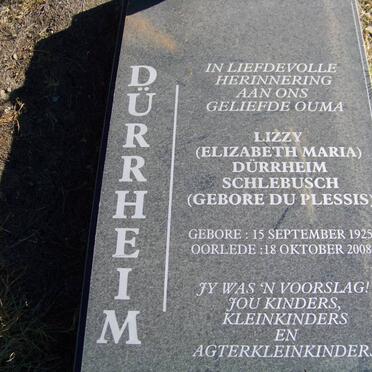 DÜRRHEIM
IN LIEFDEVOLLE
HERINNERING
AAN ONS
GELIEFDE OUMA
LIZZY
(ELIZABETH MARIA)
DÜRRHEIM
SCHLEBUSCH
(GEBORE DU PLESSIS)
GEBORE : 15 SEPTEMBER 1925
OORLEDE : 18 OKTOBER 2008
JY WAS 'N VOORSLAG!
JOU KINDERS,
KLEINKINDERS
EN
AGTERKLEINKINDER.